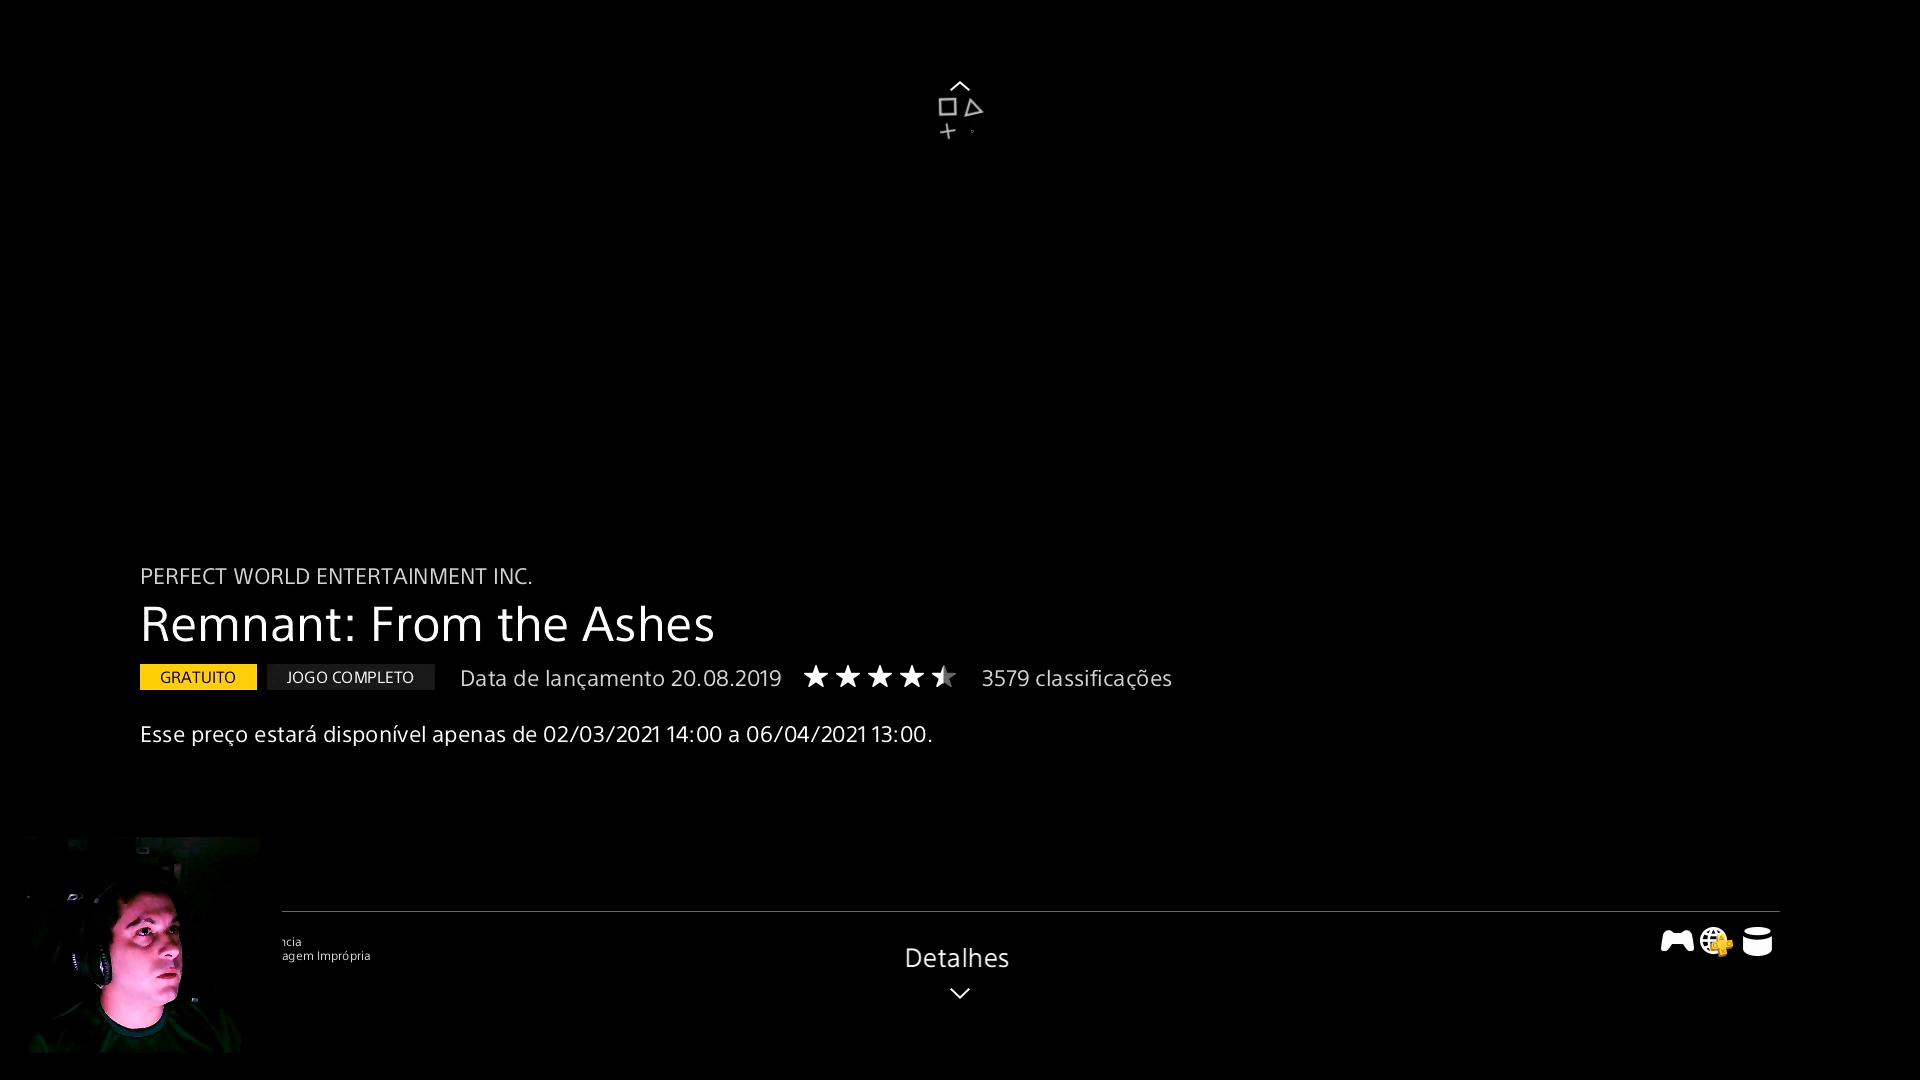 PERFECT WORLD ENTERTAINMENT INC.
Remnant: From the Ashes
GRATUITO JOGO COMPLETO Data de lançamento 20.08.2019 3579 classificações
Esse preço estará disponível apenas de 02/03/2021 14:00 a 06/04/2021 13:00.
Imprópria
Detalhes